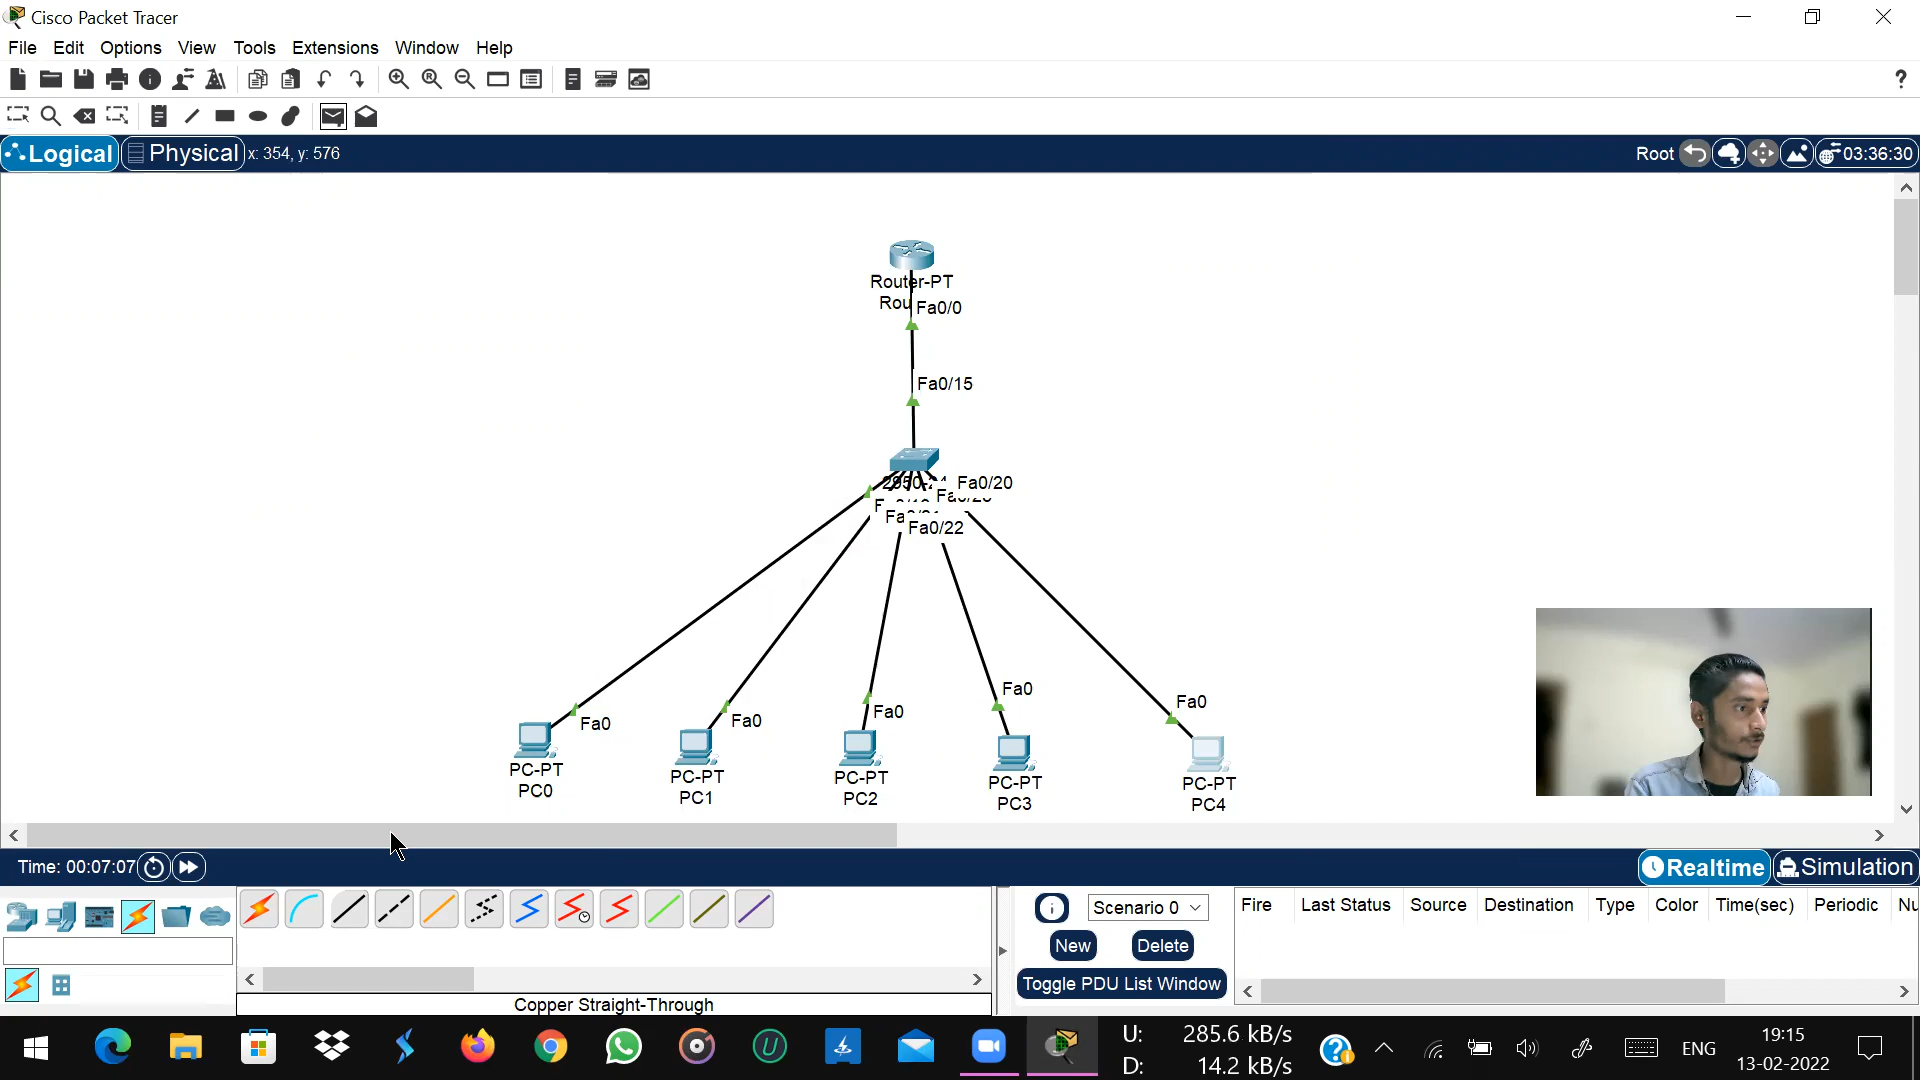 Cisco Packet Tracer
File Edit Options View Tools Extensions Window Help
?
Logical Physical x: 354, y: 576 Root 03:36:30
Router-PT
Rou
Fa0/0
Fa0/15
Fa0/20
Fa0/22
Fa0
Fa0
Fa0
Fa0
Fa0
PC-PT
PC0
PC-PT
PC1
PC-PT
PC2
PC-PT
PC3
PC-PT
PC4
Time: 00:07:07 Realtime Simulation
Scenario 0
New Delete
Toggle PDU List Window
Fire Last Status Source Destination Type Color Time(sec) Periodic Nu
Copper Straight-Through
U: 285.6 kB/s
D: 14.2 kB/s
ENG
19:15
13-02-2022